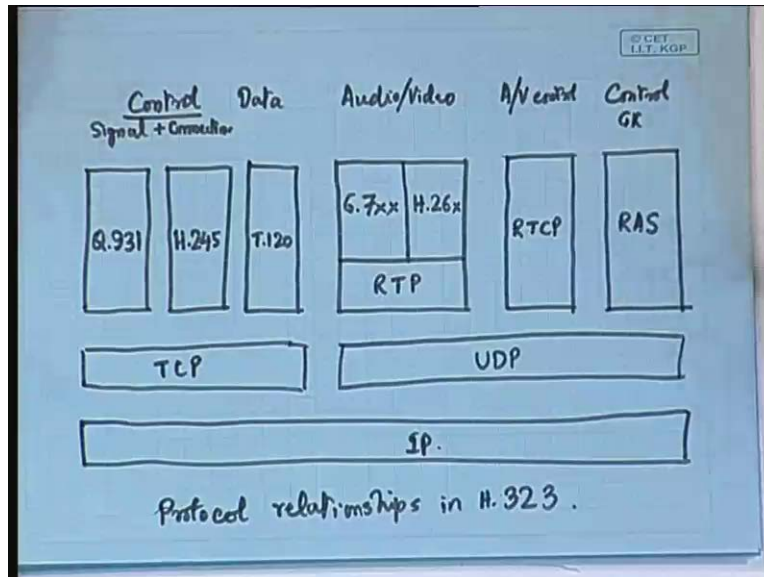 © CET
I.I.T. KGP
Control Data Audio/Video A/V control Control
Signal + Connection GK
Q.931 H.245 T.120 G.7xx H.26x RTCP RAS
RTP
TCP UDP
IP.
Protocol relationships in H.323.